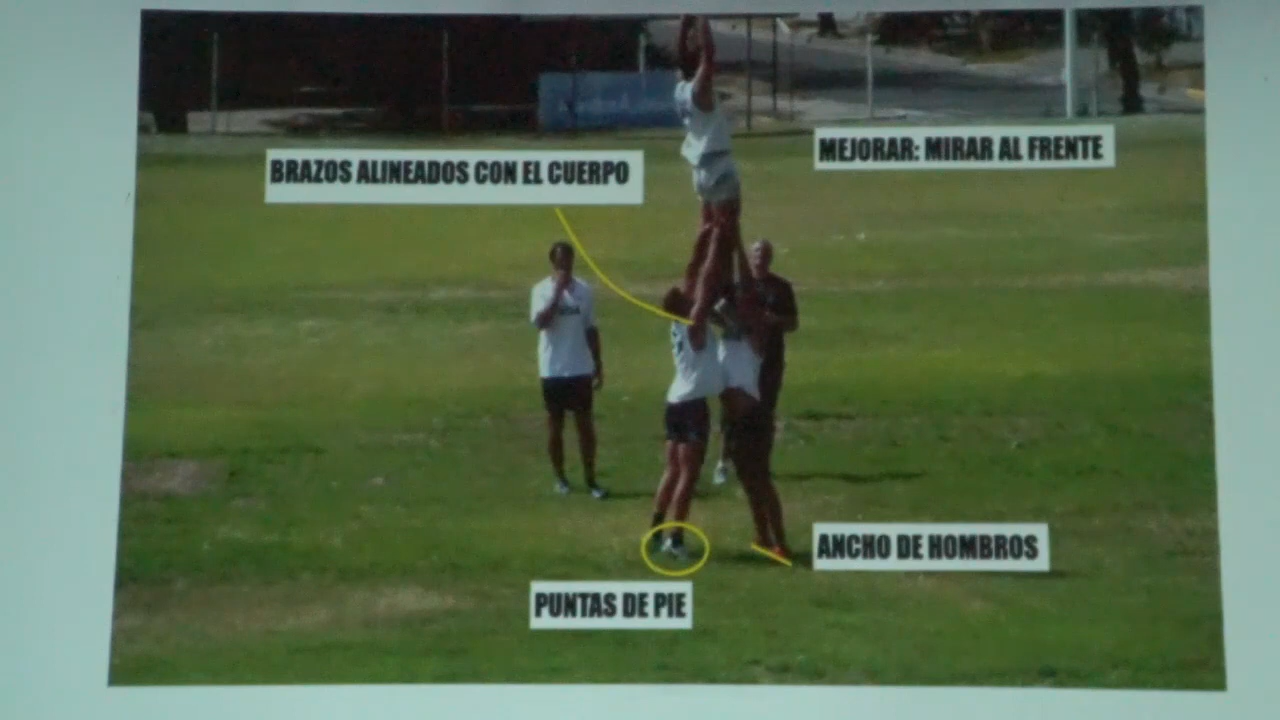 MEJORAR: MIRAR AL FRENTE
BRAZOS ALINEADOS CON EL CUERPO
ANCHO DE HOMBROS
PUNTAS DE PIE